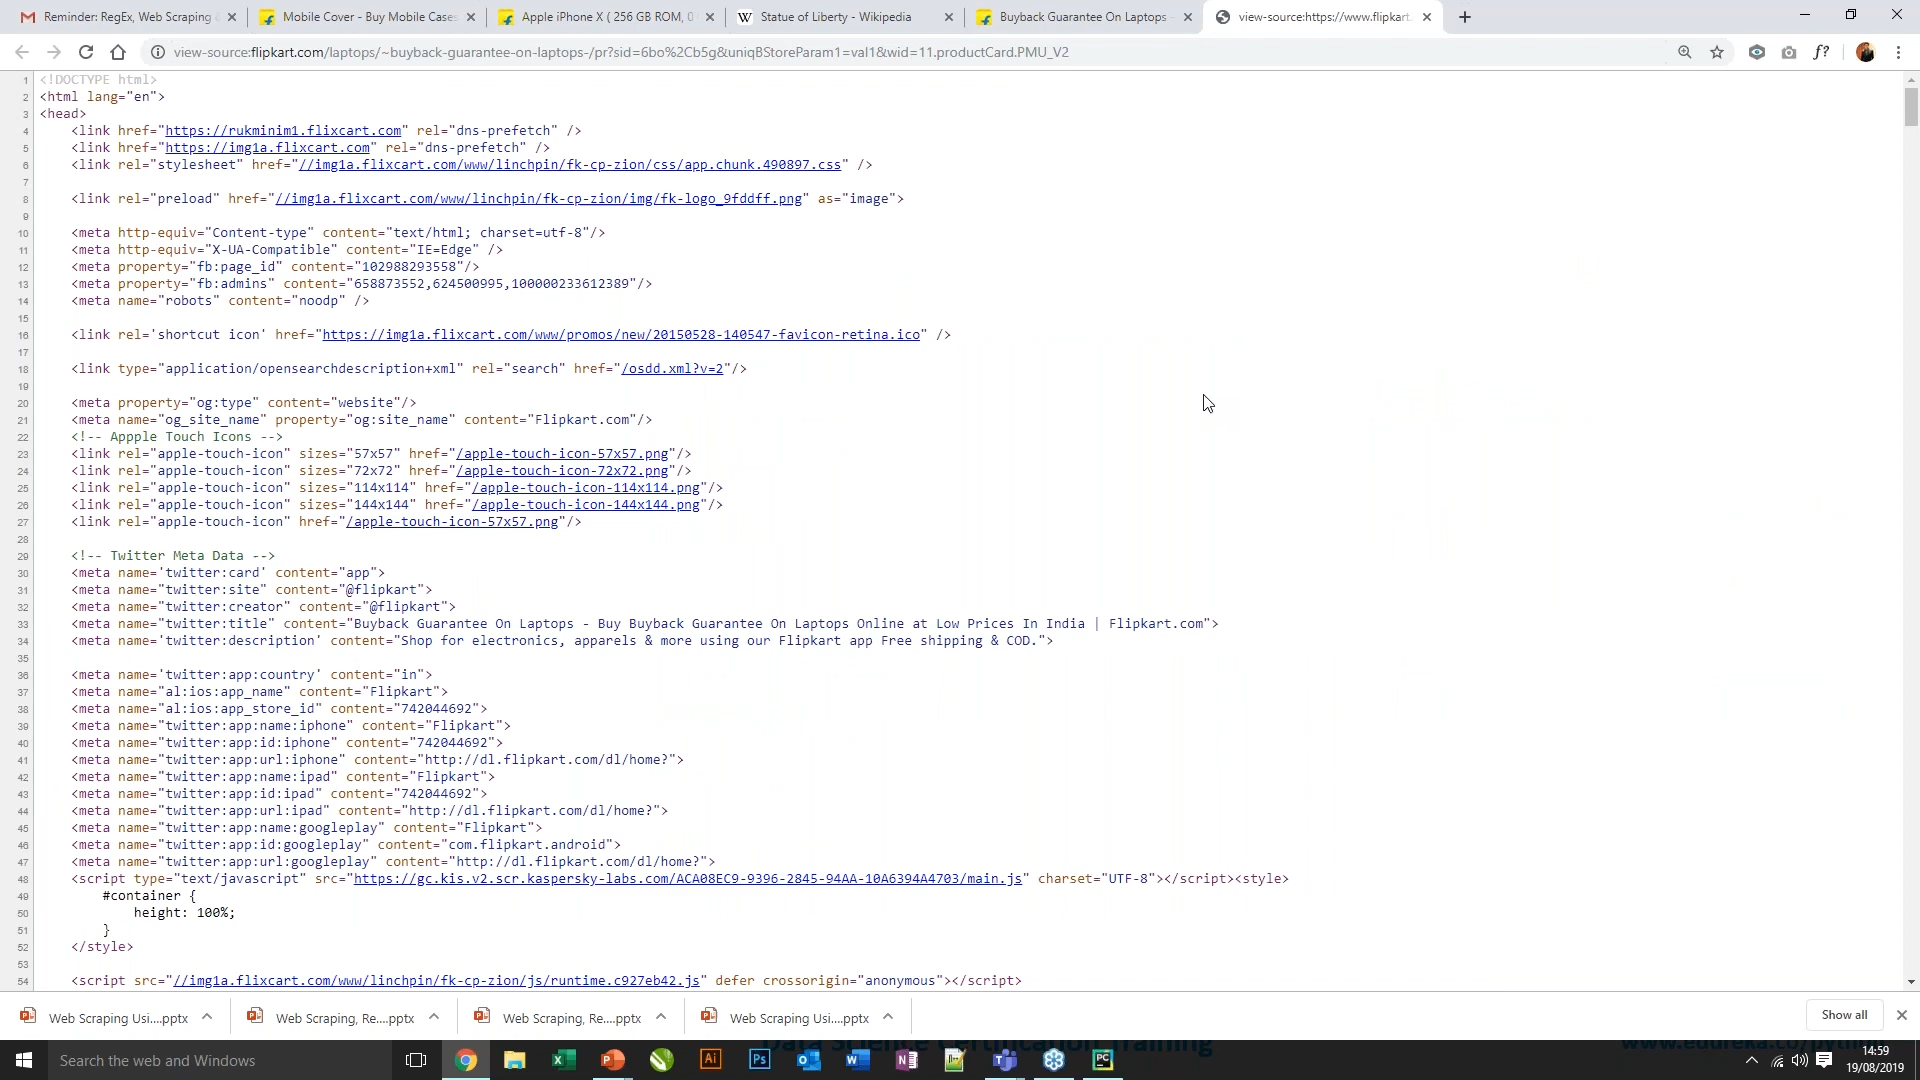 Reminder: RegEx, Web Scraping
Mobile Cover - Buy Mobile Cases
Apple iPhone X ( 256 GB ROM, 0
Statue of Liberty - Wikipedia
Buyback Guarantee On Laptops
view-source:https://www.flipkart.
view-source:flipkart.com/laptops/~buyback-guarantee-on-laptops-/pr?sid=6bo%2Cb5g&uniqBStoreParam1=val1&wid=11.productCard.PMU_V2
f?
1 <!DOCTYPE html>
2 <html lang="en">
3 <head>
4 <link href="https://rukminim1.flixcart.com" rel="dns-prefetch" />
5 <link href="https://img1a.flixcart.com" rel="dns-prefetch" />
6 <link rel="stylesheet" href="//img1a.flixcart.com/www/linchpin/fk-cp-zion/css/app.chunk.490897.css" />
7
8 <link rel="preload" href="//img1a.flixcart.com/www/linchpin/fk-cp-zion/img/fk-logo_9fddff.png" as="image">
9
10 <meta http-equiv="Content-type" content="text/html; charset=utf-8"/>
11 <meta http-equiv="X-UA-Compatible" content="IE=Edge" />
12 <meta property="fb:page_id" content="102988293558"/>
13 <meta property="fb:admins" content="658873552,624500995,100000233612389"/>
14 <meta name="robots" content="noodp" />
15
16 <link rel='shortcut icon' href="https://img1a.flixcart.com/www/promos/new/20150528-140547-favicon-retina.ico" />
17
18 <link type="application/opensearchdescription+xml" rel="search" href="/osdd.xml?v=2"/>
19
20 <meta property="og:type" content="website"/>
21 <meta name="og_site_name" property="og:site_name" content="Flipkart.com"/>
22 <!-- Appple Touch Icons -->
23 <link rel="apple-touch-icon" sizes="57x57" href="/apple-touch-icon-57x57.png"/>
24 <link rel="apple-touch-icon" sizes="72x72" href="/apple-touch-icon-72x72.png"/>
25 <link rel="apple-touch-icon" sizes="114x114" href="/apple-touch-icon-114x114.png"/>
26 <link rel="apple-touch-icon" sizes="144x144" href="/apple-touch-icon-144x144.png"/>
27 <link rel="apple-touch-icon" href="/apple-touch-icon-57x57.png"/>
28
29 <!-- Twitter Meta Data -->
30 <meta name='twitter:card' content="app">
31 <meta name="twitter:site" content="@flipkart">
32 <meta name="twitter:creator" content="@flipkart">
33 <meta name="twitter:title" content="Buyback Guarantee On Laptops - Buy Buyback Guarantee On Laptops Online at Low Prices In India | Flipkart.com">
34 <meta name='twitter:description' content="Shop for electronics, apparels & more using our Flipkart app Free shipping & COD.">
35
36 <meta name='twitter:app:country' content="in">
37 <meta name="al:ios:app_name" content="Flipkart">
38 <meta name="al:ios:app_store_id" content="742044692">
39 <meta name="twitter:app:name:iphone" content="Flipkart">
40 <meta name="twitter:app:id:iphone" content="742044692">
41 <meta name="twitter:app:url:iphone" content="http://dl.flipkart.com/dl/home?">
42 <meta name="twitter:app:name:ipad" content="Flipkart">
43 <meta name="twitter:app:id:ipad" content="742044692">
44 <meta name="twitter:app:url:ipad" content="http://dl.flipkart.com/dl/home?">
45 <meta name="twitter:app:name:googleplay" content="Flipkart">
46 <meta name="twitter:app:id:googleplay" content="com.flipkart.android">
47 <meta name="twitter:app:url:googleplay" content="http://dl.flipkart.com/dl/home?">
48 <script type="text/javascript" src="https://gc.kis.v2.scr.kaspersky-labs.com/ACA08EC9-9396-2845-94AA-10A6394A4703/main.js" charset="UTF-8"></script><style>
49 #container {
50 height: 100%;
51 }
52 </style>
53
54 <script src="//img1a.flixcart.com/www/linchpin/fk-cp-zion/js/runtime.c927eb42.js" defer crossorigin="anonymous"></script>
Web Scraping Usi....pptx
Web Scraping, Re....pptx
Web Scraping, Re....pptx
Web Scraping Usi....pptx
Show all
Search the web and Windows
14:59
19/08/2019